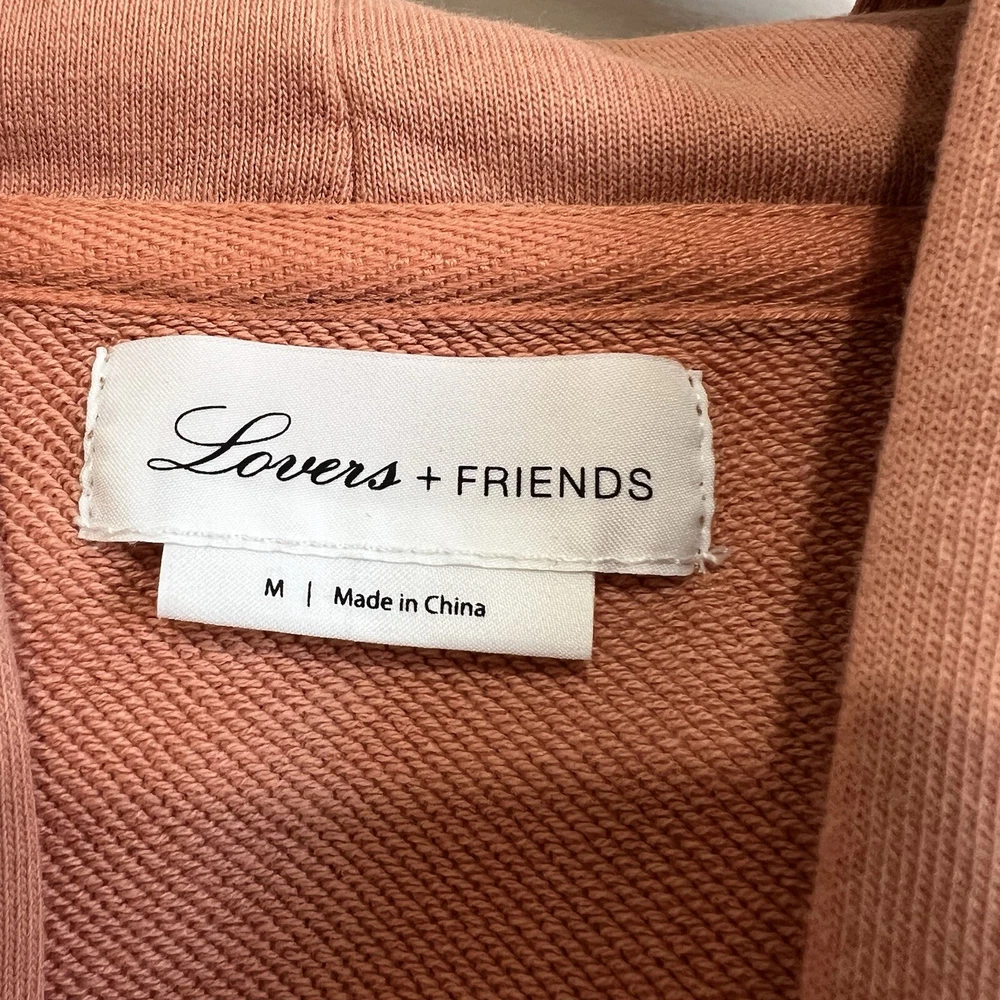 Lovers + FRIENDS
M | Made in China